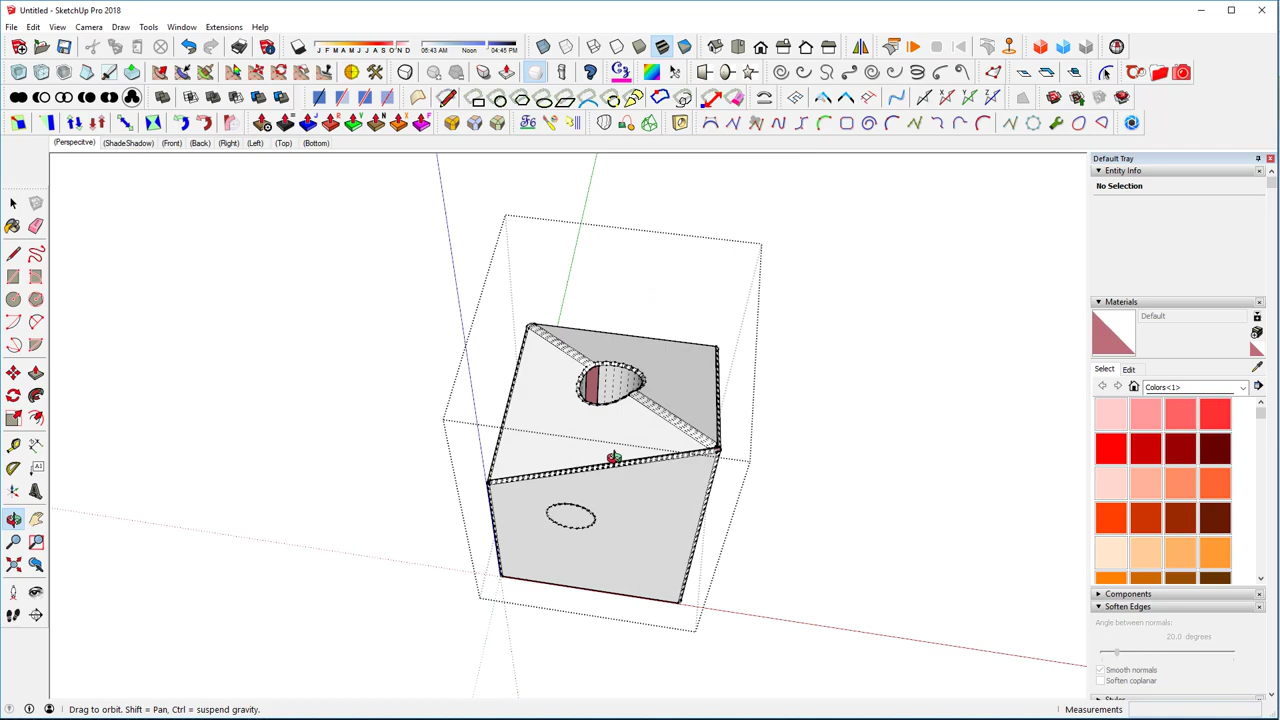 Untitled - SketchUp Pro 2018
File Edit View Camera Draw Tools Window Extensions Help
J F M A M J J A S O N D 06:43 AM Noon 04:45 PM
(Perspecitve) (ShadeShadow) (Front) (Back) (Right) (Left) (Top) (Bottom)
Default Tray
Entity Info
No Selection
Materials
Default
Select Edit
Colors<1>
Components
Soften Edges
Angle between normals:
20.0 degrees
Smooth normals
Soften coplanar
Drag to orbit. Shift = Pan, Ctrl = suspend gravity.
Measurements